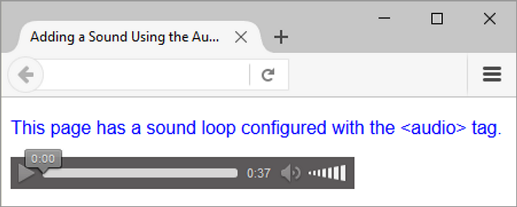 Adding a Sound Using the Au...
This page has a sound loop configured with the <audio> tag.
0:00
0:37